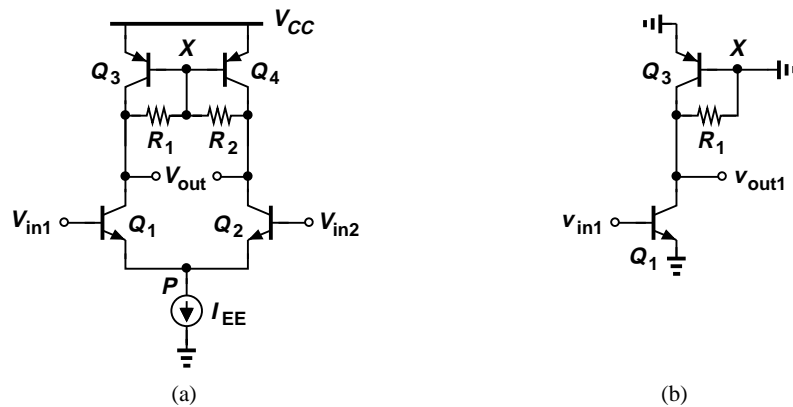 V_CC
X
Q_3
Q_4
R_1
R_2
V_out
V_in1
Q_1
Q_2
V_in2
P
I_EE
(a)
X
Q_3
R_1
v_out1
v_in1
Q_1
(b)